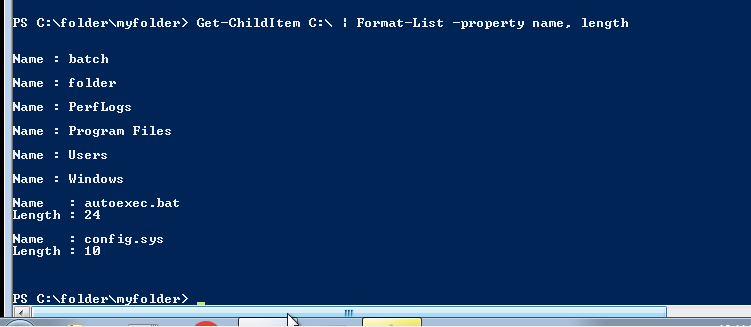 PS C:\folder\myfolder> Get-ChildItem C:\ | Format-List -property name, length
Name : batch
Name : folder
Name : PerfLogs
Name : Program Files
Name : Users
Name : Windows
Name   : autoexec.bat
Length : 24
Name   : config.sys
Length : 10
PS C:\folder\myfolder>